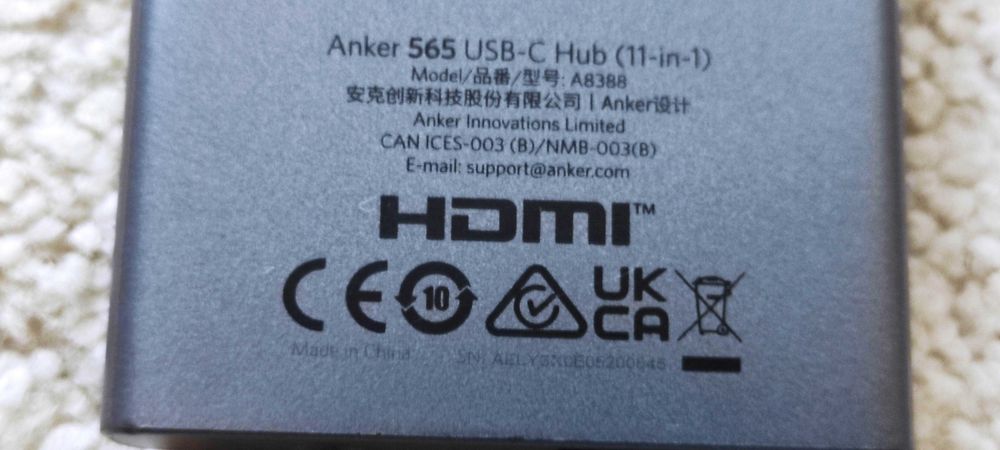 Anker 565 USB-C Hub (11-in-1)
Model/品番/型号: A8388
安克创新科技股份有限公司 | Anker设计
Anker Innovations Limited
CAN ICES-003 (B)/NMB-003(B)
E-mail: support@anker.com
HDMI™
CE 10 UK CA
Made in China SN: